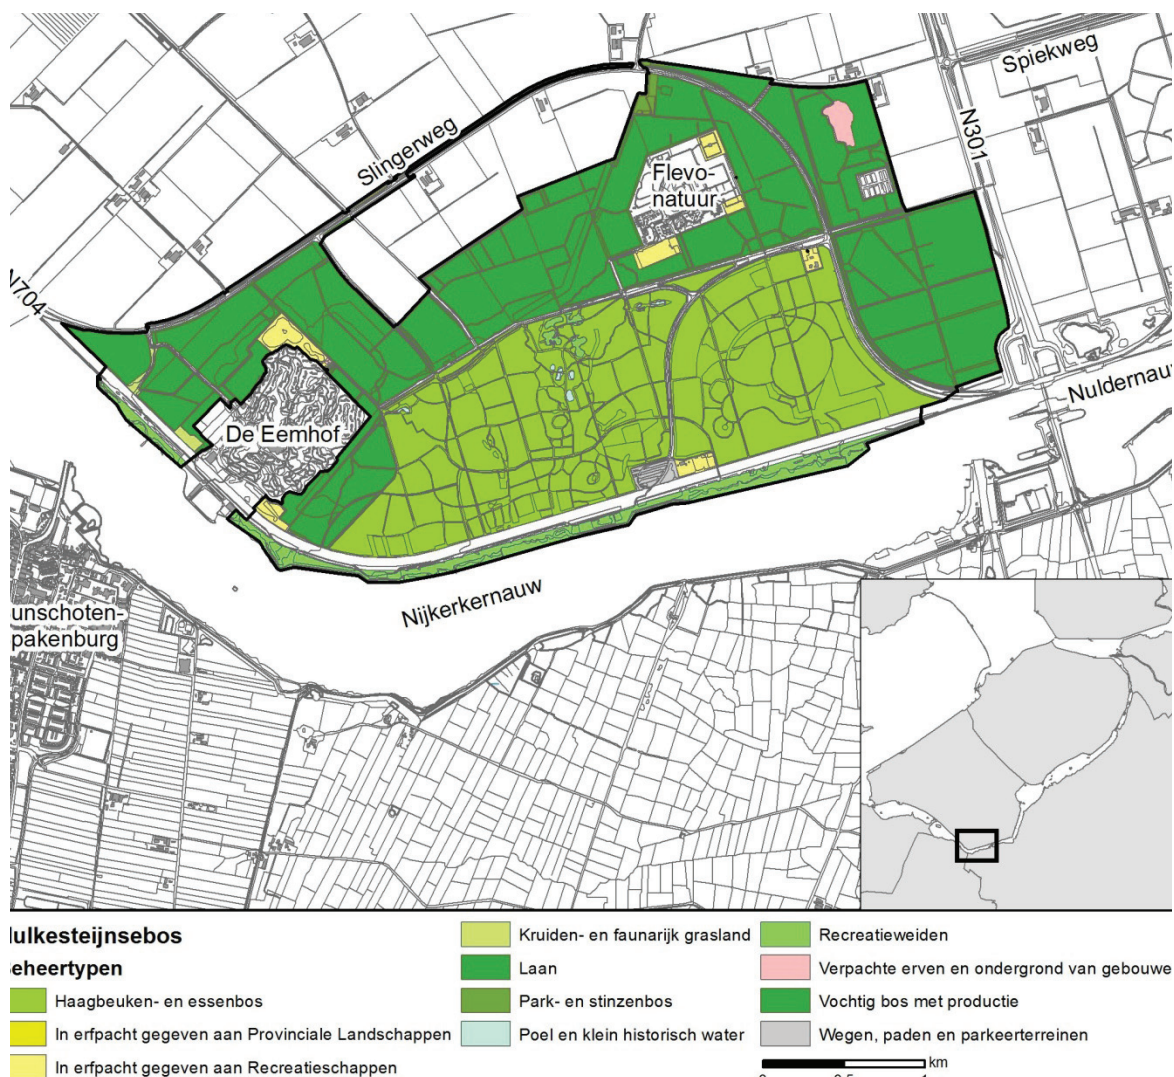 Spiekweg
N301
Slingerweg
Flevo-
natuur
N704
De Eemhof
Nuldernauw
Nijkerkernauw
unschoten-
pakenburg
ulkesteijnsebos
eheertypen
Haagbeuken- en essenbos
In erfpacht gegeven aan Provinciale Landschappen
In erfpacht gegeven aan Recreatieschappen
Kruiden- en faunarijk grasland
Laan
Park- en stinzenbos
Poel en klein historisch water
Recreatieweiden
Verpachte erven en ondergrond van gebouwe
Vochtig bos met productie
Wegen, paden en parkeerterreinen
km